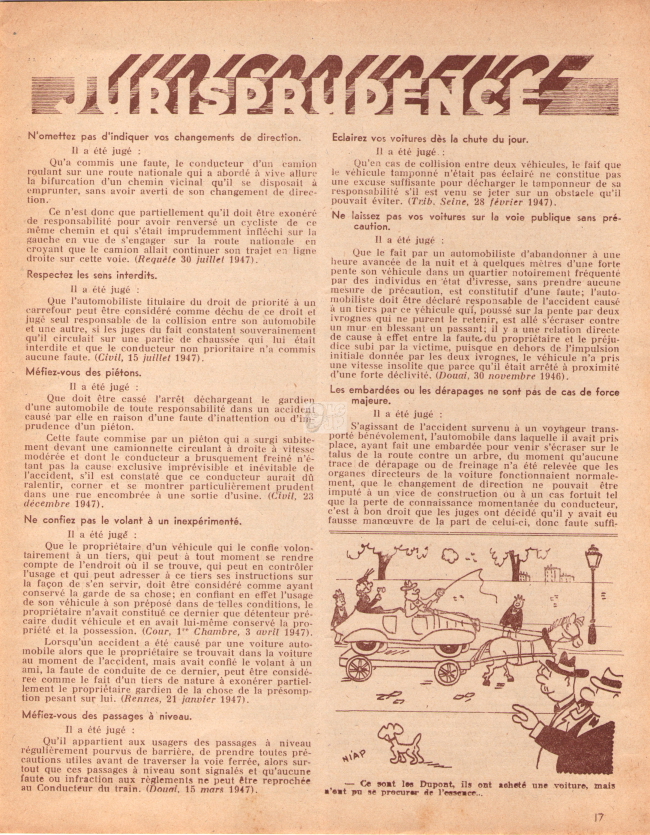 JURISPRUDENCE
N'omettez pas d'indiquer vos changements de direction.
Il a été jugé :
Qu'a commis une faute, le conducteur d'un camion
roulant sur une route nationale qui a abordé à vive allure
la bifurcation d'un chemin vicinal qu'il se disposait à
emprunter, sans avoir averti de son changement de direc-
tion.
Ce n'est donc que partiellement qu'il doit être exonéré
de responsabilité pour avoir renversé un cycliste de ce
même chemin et qui s'était imprudemment infléchi sur la
gauche en vue de s'engager sur la route nationale en
croyant que le camion allait continuer son trajet en ligne
droite sur cette voie. (Requête 30 juillet 1947).
Respectez les sens interdits.
Il a été jugé :
Que l'automobiliste titulaire du droit de priorité à un
carrefour peut être considéré comme déchu de ce droit et
jugé seul responsable de la collision entre son automobile
et une autre, si les juges du fait constatent souverainement
qu'il circulait sur une partie de chaussée qui lui était
interdite et que le conducteur non prioritaire n'a commis
aucune faute. (Civil, 15 juillet 1947).
Méfiez-vous des piétons.
Il a été jugé :
Que doit être cassé l'arrêt déchargeant le gardien
d'une automobile de toute responsabilité dans un accident
causé par elle en raison d'une faute d'inattention ou d'im-
prudence d'un piéton.
Cette faute commise par un piéton qui a surgi subite-
ment devant une camionnette circulant à droite à vitesse
modérée et dont le conducteur a brusquement freiné n'é-
tant pas la cause exclusive imprévisible et inévitable de
l'accident, s'il est constaté que ce conducteur aurait dû
ralentir, corner et se montrer particulièrement prudent
dans une rue encombrée à une sortie d'usine. (Civil, 23
décembre 1947).
Ne confiez pas le volant à un inexpérimenté.
Il a été jugé :
Que le propriétaire d'un véhicule qui le confie volon-
tairement à un tiers, qui peut à tout moment se rendre
compte de l'endroit où il se trouve, qui peut en contrôler
l'usage et qui peut adresser à ce tiers ses instructions sur
la façon de s'en servir, doit être considéré comme ayant
conservé la garde de sa chose; en confiant en effet l'usage
de son véhicule à son préposé dans de telles conditions, le
propriétaire n'avait constitué ce dernier que détenteur pré-
caire dudit véhicule et en avait lui-même conservé la pro-
priété et la possession. (Cour, 1re Chambre, 3 avril 1947).
Lorsqu'un accident a été causé par une voiture auto-
mobile alors que le propriétaire se trouvait dans la voiture
au moment de l'accident, mais avait confié le volant à un
ami, la faute de conduite de ce dernier, peut être considé-
rée comme le fait d'un tiers de nature à exonérer partiel-
lement le propriétaire gardien de la chose de la présomp-
tion pesant sur lui. (Rennes, 21 janvier 1947).
Méfiez-vous des passages à niveau.
Il a été jugé :
Qu'il appartient aux usagers des passages à niveau
régulièrement pourvus de barrière, de prendre toutes pré-
cautions utiles avant de traverser la voie ferrée, alors sur-
tout que ces passages à niveau sont signalés et qu'aucune
faute ou infraction aux règlements ne peut être reprochée
au Conducteur du train. (Douai, 15 mars 1947).
Eclairez vos voitures dès la chute du jour.
Il a été jugé :
Qu'en cas de collision entre deux véhicules, le fait que
le véhicule tamponné n'était pas éclairé ne constitue pas
une excuse suffisante pour décharger le tamponneur de sa
responsabilité s'il est venu se jeter sur un obstacle qu'il
pouvait éviter. (Trib. Seine, 28 février 1947).
Ne laissez pas vos voitures sur la voie publique sans pré-
caution.
Il a été jugé :
Que le fait par un automobiliste d'abandonner à une
heure avancée de la nuit et à quelques mètres d'une forte
pente son véhicule dans un quartier notoirement fréquenté
par des individus en état d'ivresse, sans prendre aucune
mesure de précaution, est constitutif d'une faute; l'auto-
mobiliste doit être déclaré responsable de l'accident causé
à un tiers par ce véhicule qui, poussé sur la pente par deux
ivrognes qui ne purent le retenir, est allé s'écraser contre
un mur en blessant un passant; il y a une relation directe
de cause à effet entre la faute du propriétaire et le préju-
dice subi par la victime, puisque en dehors de l'impulsion
initiale donnée par les deux ivrognes, le véhicule n'a pris
une vitesse insolite que parce qu'il était arrêté à proximité
d'une forte déclivité. (Douai, 30 novembre 1946).
Les embardées ou les dérapages ne sont pas de cas de force
majeure.
Il a été jugé :
S'agissant de l'accident survenu à un voyageur trans-
porté bénévolement, l'automobile dans laquelle il avait pris
place, ayant fait une embardée pour venir s'écraser sur le
talus de la route contre un arbre, du moment qu'aucune
trace de dérapage ou de freinage n'a été relevée que les
organes directeurs de la voiture fonctionnaient normale-
ment, que le changement de direction ne pouvait être
imputé à un vice de construction ou à un cas fortuit tel
que la perte de connaissance momentanée du conducteur,
c'est à bon droit que les juges ont décidé qu'il y avait eu
fausse manœuvre de la part de celui-ci, donc faute suffi-
NIAP
— Ce sont les Dupont, ils ont acheté une voiture, mais
n'ont pu se procurer de l'essence...
17